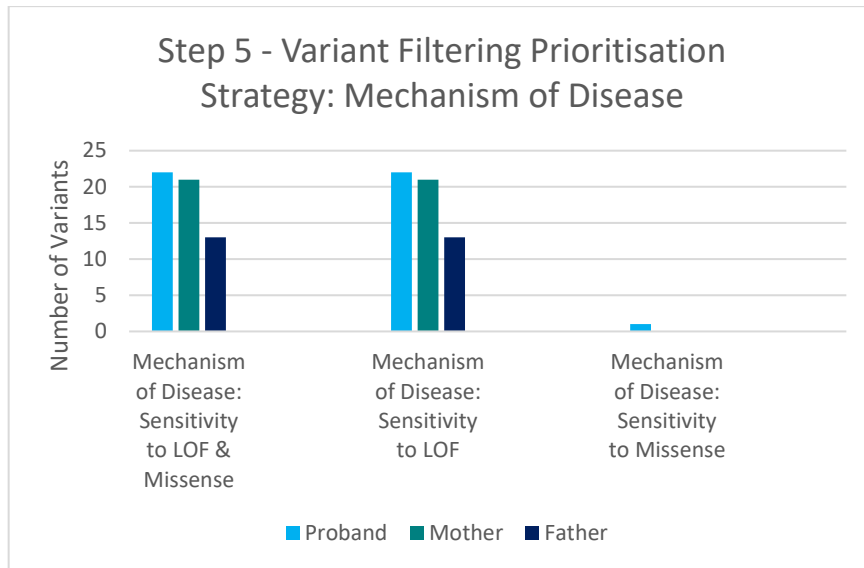 Step 5 - Variant Filtering Prioritisation
Strategy: Mechanism of Disease
Number of Variants
25
20
15
10
5
0
Mechanism
of Disease:
Sensitivity
to LOF &
Missense
Mechanism
of Disease:
Sensitivity
to LOF
Mechanism
of Disease:
Sensitivity
to Missense
Proband Mother Father